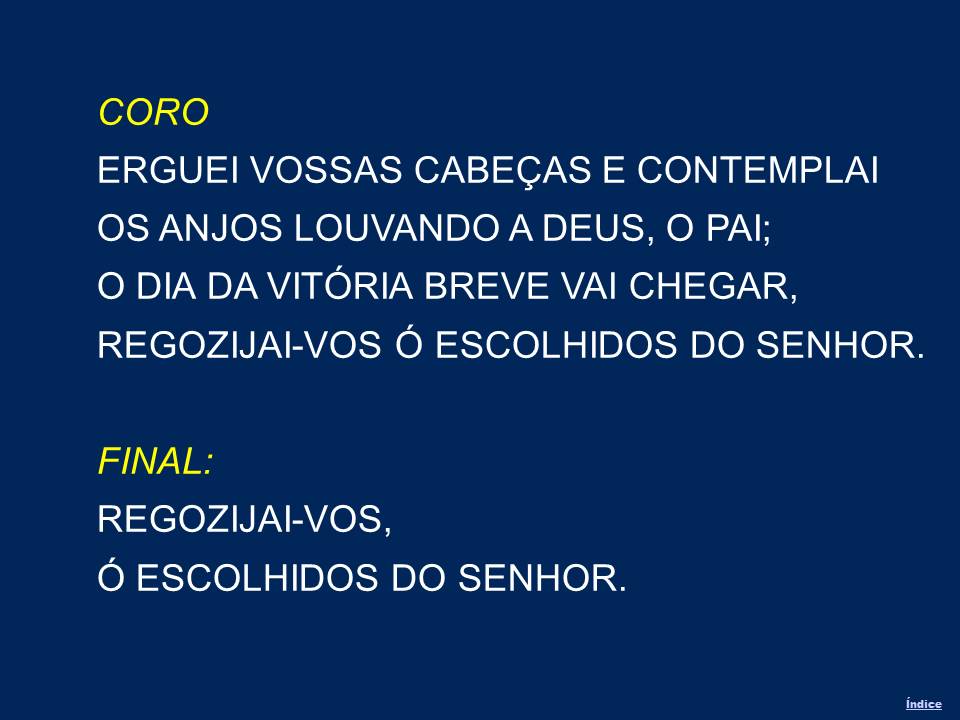 CORO
ERGUEI VOSSAS CABEÇAS E CONTEMPLAI
OS ANJOS LOUVANDO A DEUS, O PAI;
O DIA DA VITÓRIA BREVE VAI CHEGAR,
REGOZIJAI-VOS Ó ESCOLHIDOS DO SENHOR.
FINAL:
REGOZIJAI-VOS,
Ó ESCOLHIDOS DO SENHOR.
Índice